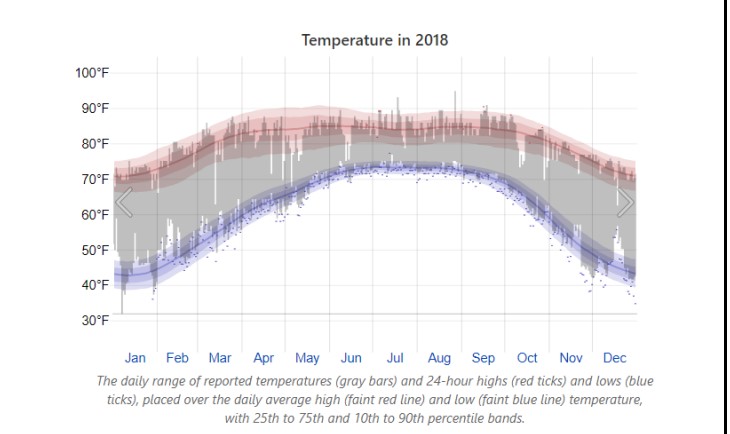 Temperature in 2018
100°F
90°F
80°F
70°F
60°F
50°F
40°F
30°F
Jan Feb Mar Apr May Jun Jul Aug Sep Oct Nov Dec
The daily range of reported temperatures (gray bars) and 24-hour highs (red ticks) and lows (blue
ticks), placed over the daily average high (faint red line) and low (faint blue line) temperature,
with 25th to 75th and 10th to 90th percentile bands.